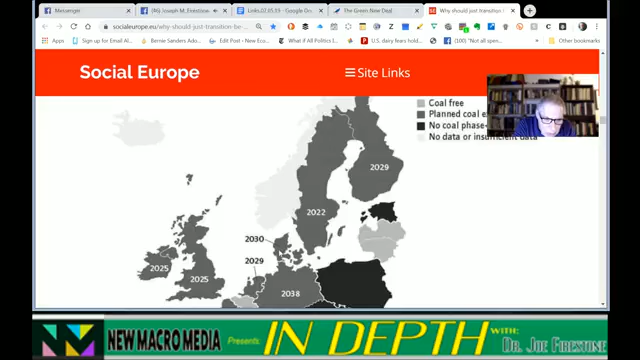 Messenger
(8) Joseph M. Firestone
Links.02.05.19 - Google
The Green New Deal
Why should just transition
socialeurope.eu/why-should-just-transition-be...
Apps
Sign up for Email Al
Bernie Sanders Ado
Edit Post ‹ New Eco
What if All Politics
U.S. dairy fears hold
(100) "Not all spen
Other bookmarks
Social Europe
Site Links
Coal free
Planned coal
No coal phase-
No data or insufficient data
2029
2022
2030
2029
2025
2025
2038
NEW MACRO MEDIA Presents: IN DEPTH WITH: DR. JOE FIRESTONE